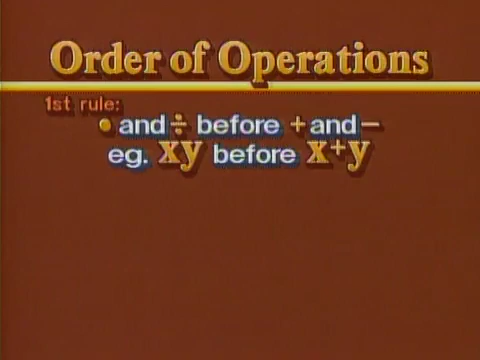 Order of Operations
1st rule:
• and ÷ before + and −
eg. xy before x+y